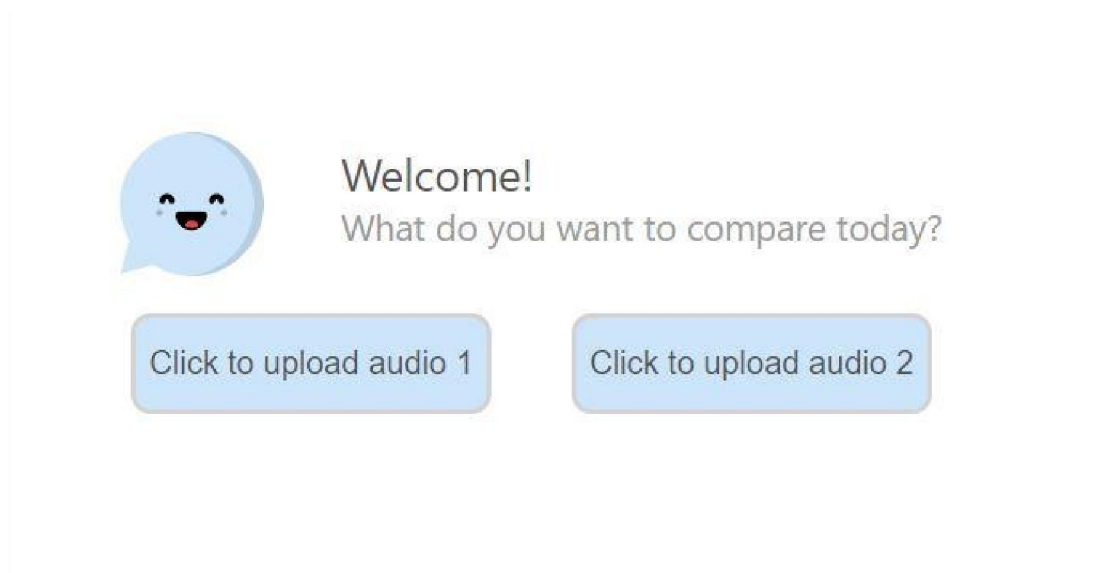 Welcome!
What do you want to compare today?
Click to upload audio 1
Click to upload audio 2